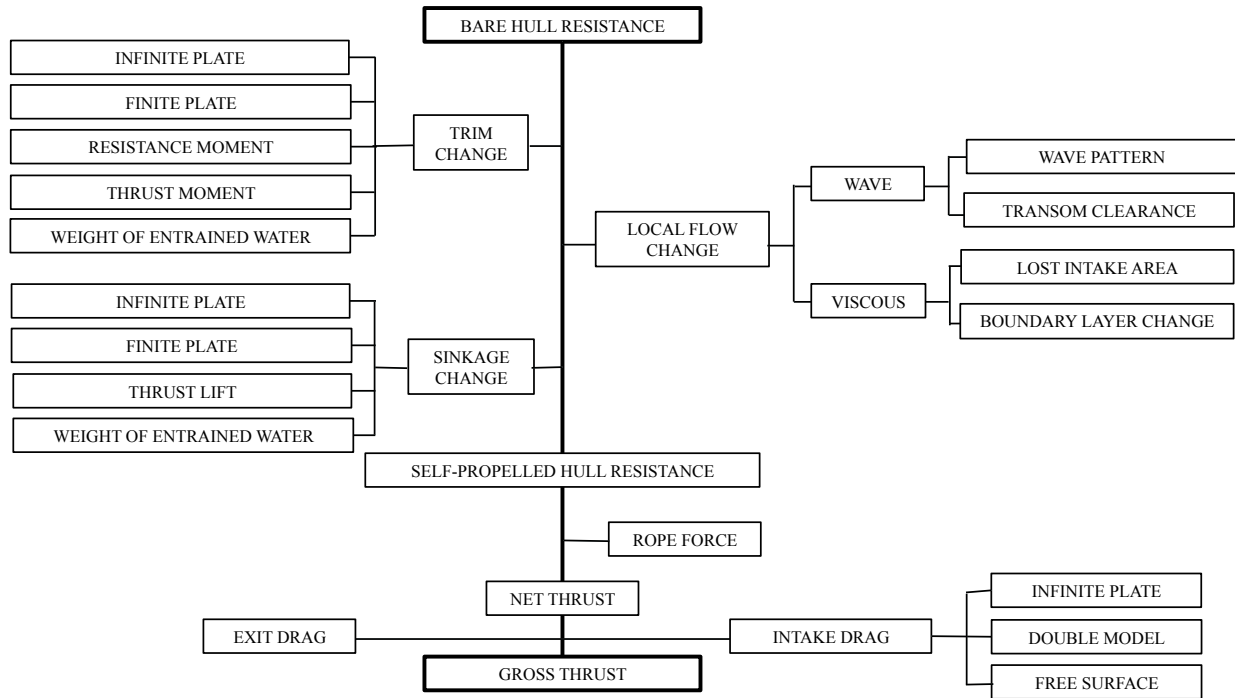 BARE HULL RESISTANCE
INFINITE PLATE
FINITE PLATE
RESISTANCE MOMENT
THRUST MOMENT
WEIGHT OF ENTRAINED WATER
TRIM
CHANGE
LOCAL FLOW
CHANGE
WAVE
WAVE PATTERN
TRANSOM CLEARANCE
VISCOUS
LOST INTAKE AREA
BOUNDARY LAYER CHANGE
INFINITE PLATE
FINITE PLATE
THRUST LIFT
WEIGHT OF ENTRAINED WATER
SINKAGE
CHANGE
SELF-PROPELLED HULL RESISTANCE
ROPE FORCE
NET THRUST
EXIT DRAG
INTAKE DRAG
INFINITE PLATE
DOUBLE MODEL
FREE SURFACE
GROSS THRUST